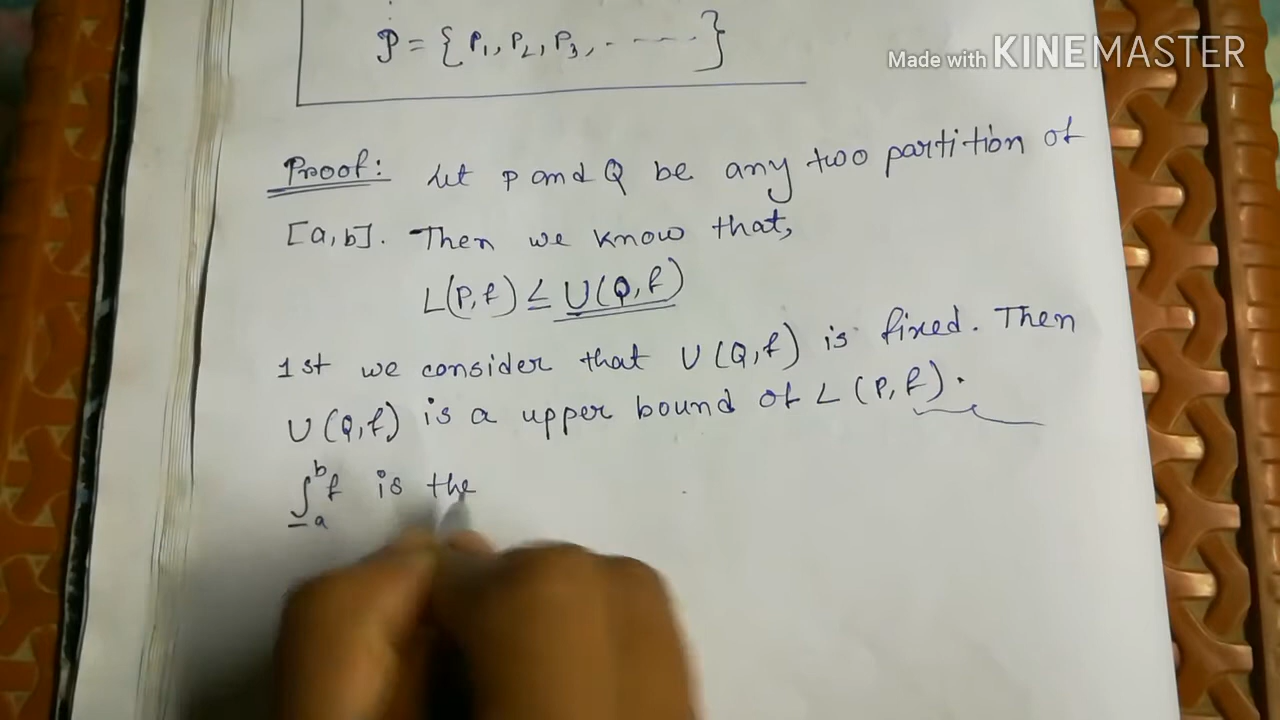 Made with KINEMASTER
P = {P₁, P₂, P₃, . ----- }
Proof: Let P and Q be any two partition of
[a,b]. Then we know that,
L(P,f) ≤ U(Q,f)
1st we consider that U(Q,f) is fixed. Then
U(Q,f) is a upper bound of L(P,f).
∫_a^b f is the